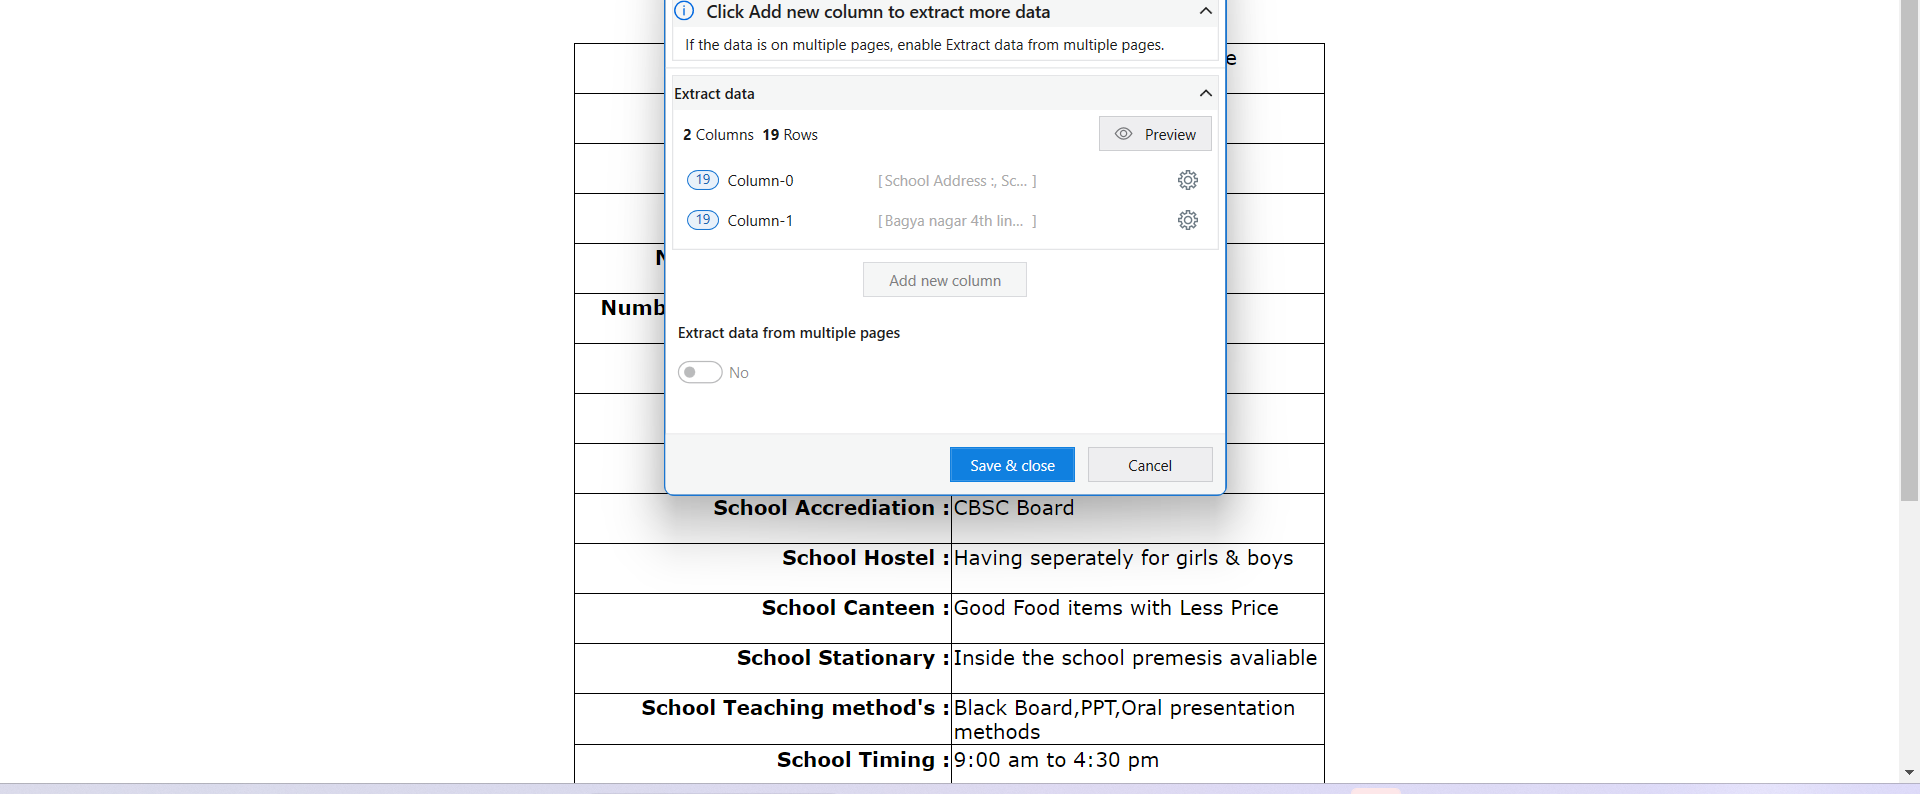 Click Add new column to extract more data
If the data is on multiple pages, enable Extract data from multiple pages.
e
Extract data
2 Columns 19 Rows
Preview
19 Column-0 [ School Address :, Sc... ]
19 Column-1 [ Bagya nagar 4th lin... ]
N
Add new column
Numb
Extract data from multiple pages
No
Save & close Cancel
School Accrediation : CBSC Board
School Hostel : Having seperately for girls & boys
School Canteen : Good Food items with Less Price
School Stationary : Inside the school premesis avaliable
School Teaching method's : Black Board,PPT,Oral presentation
methods
School Timing : 9:00 am to 4:30 pm